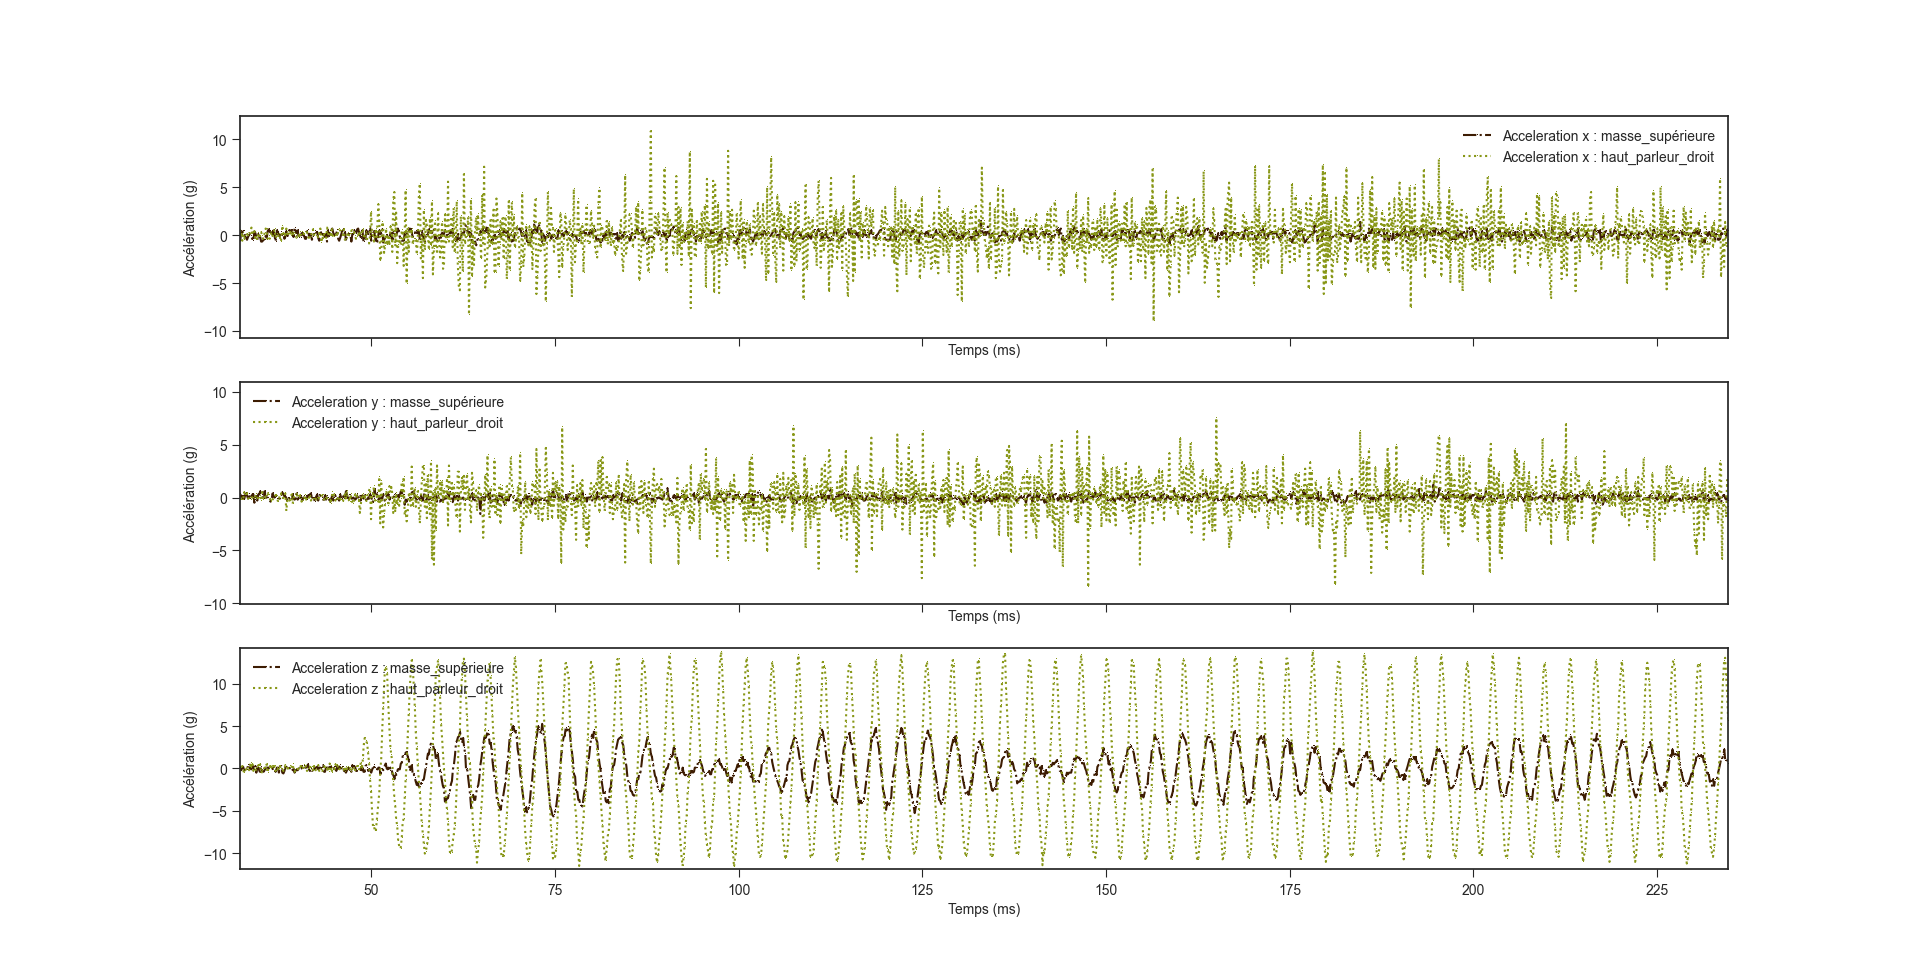 Acceleration x : masse_supérieure
Acceleration x : haut_parleur_droit
10
5
0
−5
−10
Accélération (g)
Temps (ms)
Acceleration y : masse_supérieure
Acceleration y : haut_parleur_droit
10
5
0
−5
−10
Accélération (g)
Temps (ms)
Acceleration z : masse_supérieure
Acceleration z : haut_parleur_droit
10
5
0
−5
−10
Accélération (g)
50 75 100 125 150 175 200 225
Temps (ms)